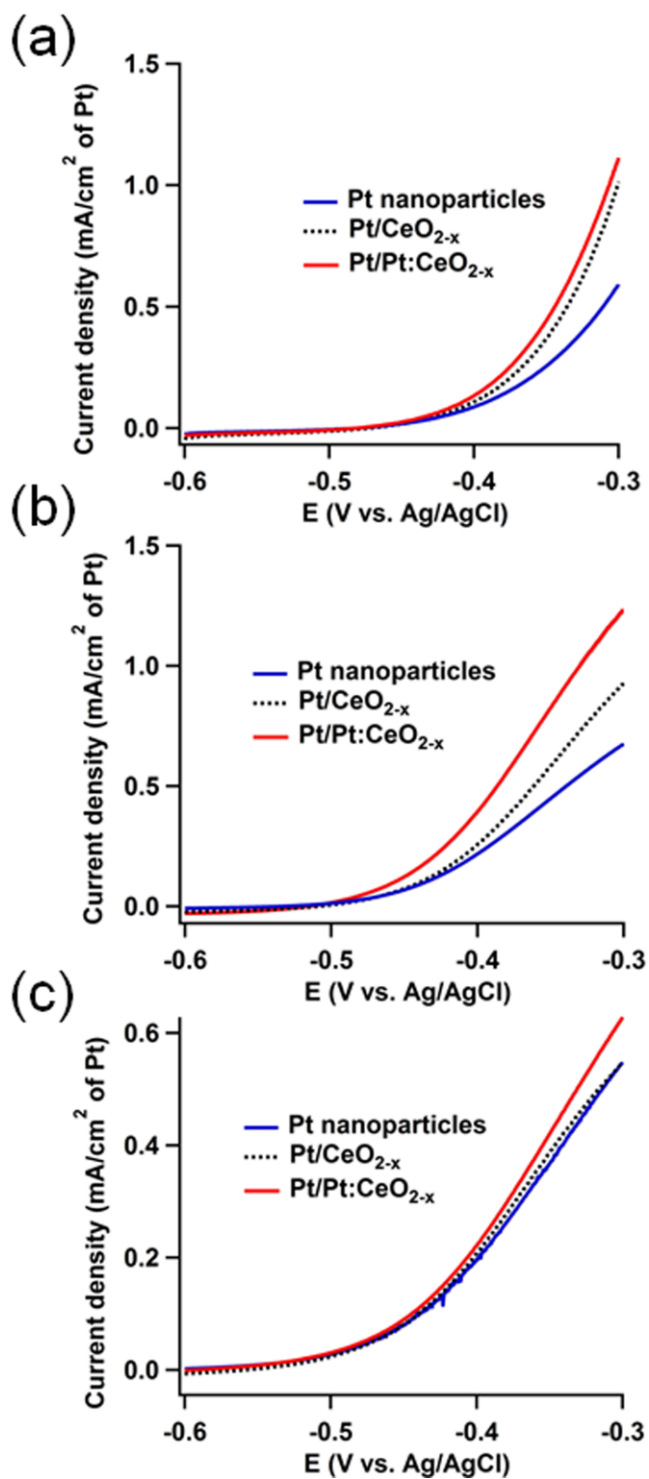 (a)
1.5
1.0
0.5
0.0
Current density (mA/cm² of Pt)
Pt nanoparticles
Pt/CeO₂₋ₓ
Pt/Pt:CeO₂₋ₓ
-0.6 -0.5 -0.4 -0.3
E (V vs. Ag/AgCl)
(b)
1.5
1.0
0.5
0.0
Current density (mA/cm² of Pt)
Pt nanoparticles
Pt/CeO₂₋ₓ
Pt/Pt:CeO₂₋ₓ
-0.6 -0.5 -0.4 -0.3
E (V vs. Ag/AgCl)
(c)
0.6
0.4
0.2
0.0
Current density (mA/cm² of Pt)
Pt nanoparticles
Pt/CeO₂₋ₓ
Pt/Pt:CeO₂₋ₓ
-0.6 -0.5 -0.4 -0.3
E (V vs. Ag/AgCl)